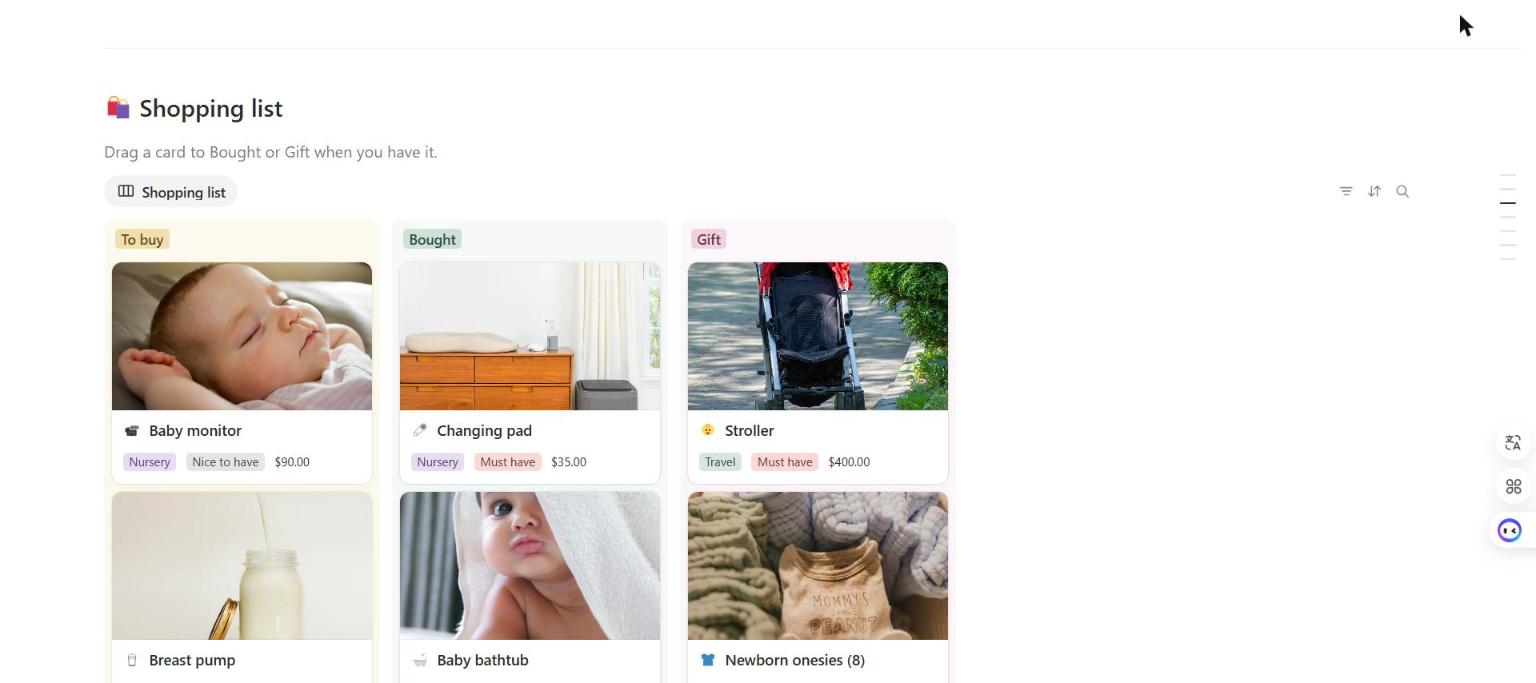 Shopping list
Drag a card to Bought or Gift when you have it.
Shopping list
To buy
Baby monitor
Nursery Nice to have $90.00
Breast pump
Bought
Changing pad
Nursery Must have $35.00
Baby bathtub
Gift
Stroller
Travel Must have $400.00
MOMMY'S
PEANUT
Newborn onesies (8)